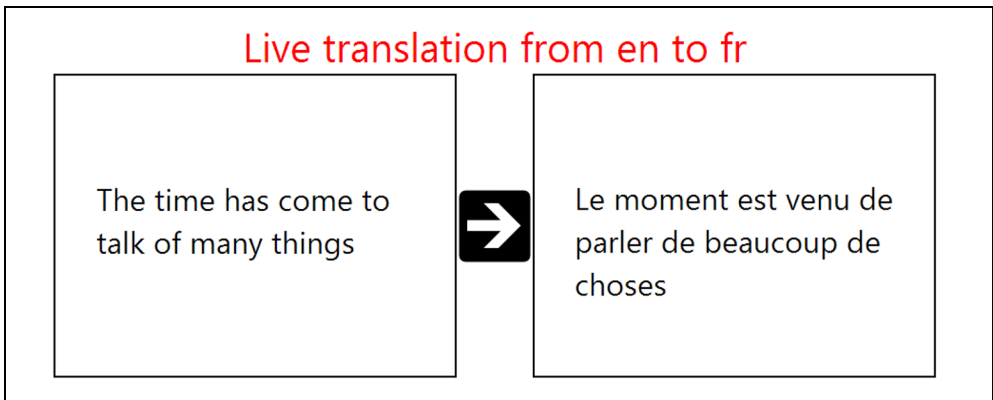 Live translation from en to fr
The time has come to
talk of many things
Le moment est venu de
parler de beaucoup de
choses